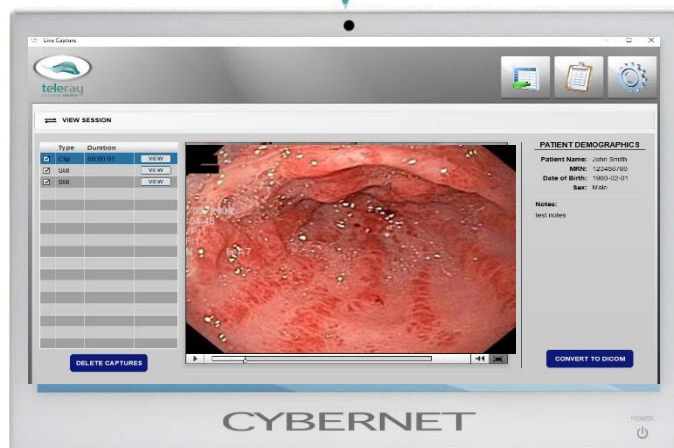 Live Capture
teleray
VIEW SESSION
Type Duration
Clip 00:00:07 VIEW
Still VIEW
Still VIEW
DELETE CAPTURES
PATIENT DEMOGRAPHICS
Patient Name: John Smith
MRN: 123456789
Date of Birth: 1980-02-01
Sex: Male
Notes:
test notes
CONVERT TO DICOM
CYBERNET
POWER